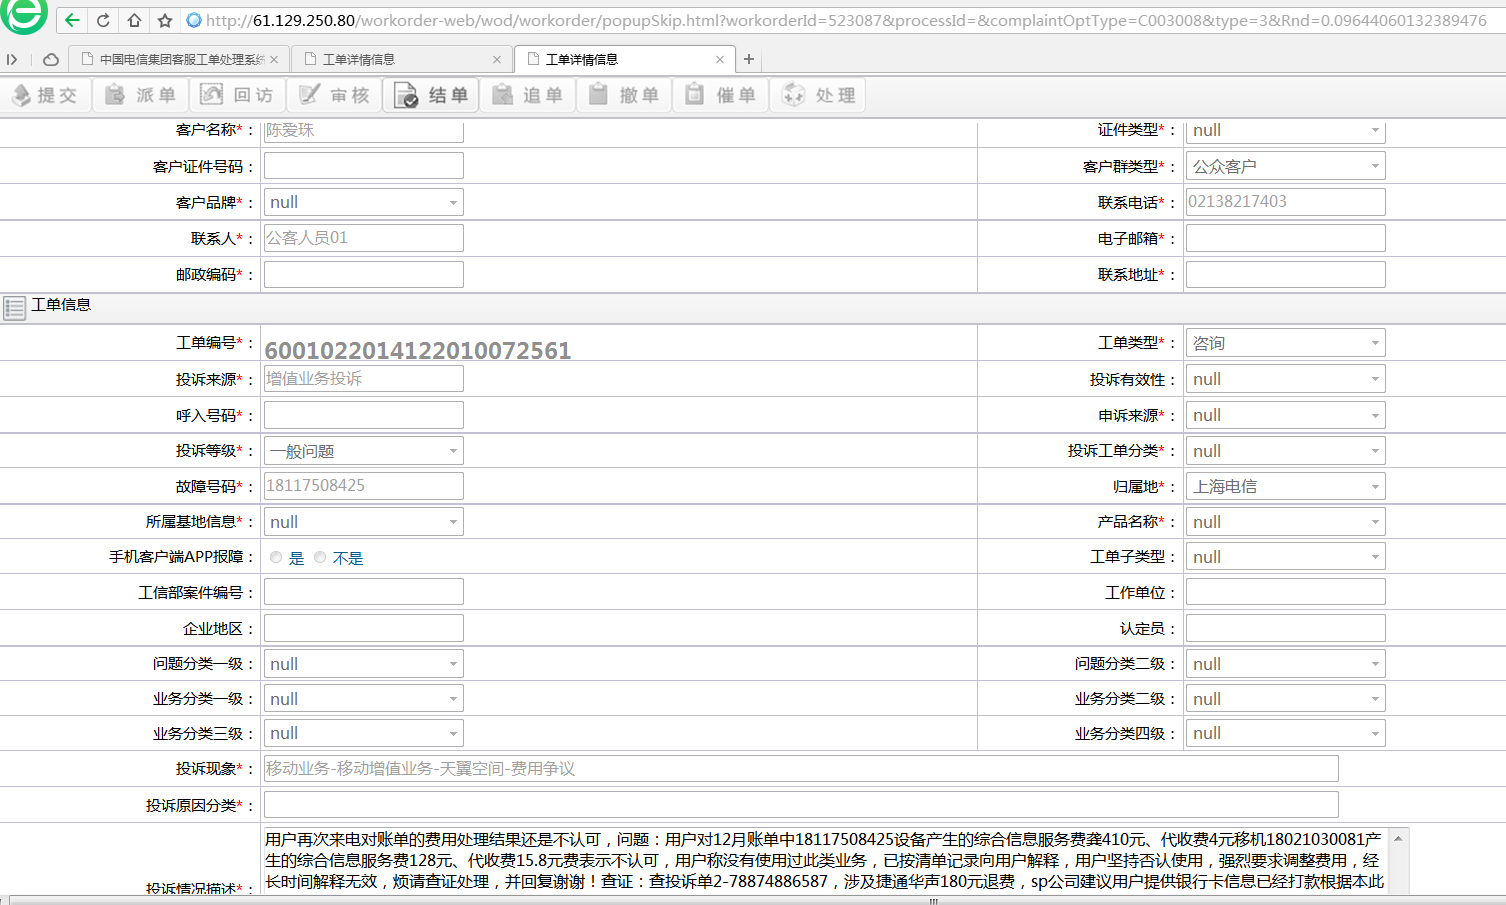 http://61.129.250.80/workorder-web/wod/workorder/popupSkip.html?workorderId=523087&processId=&complaintOptType=C003008&type=3&Rnd=0.09644060132389476
中国电信集团客服工单处理系统 工单详情信息 工单详情信息
提交 派单 回访 审核 结单 追单 撤单 催单 处理
客户名称*： 陈爱珠 证件类型*： null
客户证件号码： 客户群类型*： 公众客户
客户品牌*： null 联系电话*： 02138217403
联系人*： 公客人员01 电子邮箱*：
邮政编码*： 联系地址*：
工单信息
工单编号*： 6001022014122010072561 工单类型*： 咨询
投诉来源*： 增值业务投诉 投诉有效性： null
呼入号码*： 申诉来源*： null
投诉等级*： 一般问题 投诉工单分类*： null
故障号码*： 18117508425 归属地*： 上海电信
所属基地信息*： null 产品名称*： null
手机客户端APP报障： 是 不是 工单子类型： null
工信部案件编号： 工作单位：
企业地区： 认定员：
问题分类一级： null 问题分类二级： null
业务分类一级： null 业务分类二级： null
业务分类三级： null 业务分类四级： null
投诉现象*： 移动业务-移动增值业务-天翼空间-费用争议
投诉原因分类*：
用户再次来电对账单的费用处理结果还是不认可，问题：用户对12月账单中18117508425设备产生的综合信息服务费龚410元、代收费4元移机18021030081产
生的综合信息服务费128元、代收费15.8元费表示不认可，用户称没有使用过此类业务，已按清单记录向用户解释，用户坚持否认使用，强烈要求调整费用，经
长时间解释无效，烦请查证处理，并回复谢谢！查证：查投诉单2-78874886587，涉及捷通华声180元退费，sp公司建议用户提供银行卡信息已经打款根据本此
投诉情况描述*：